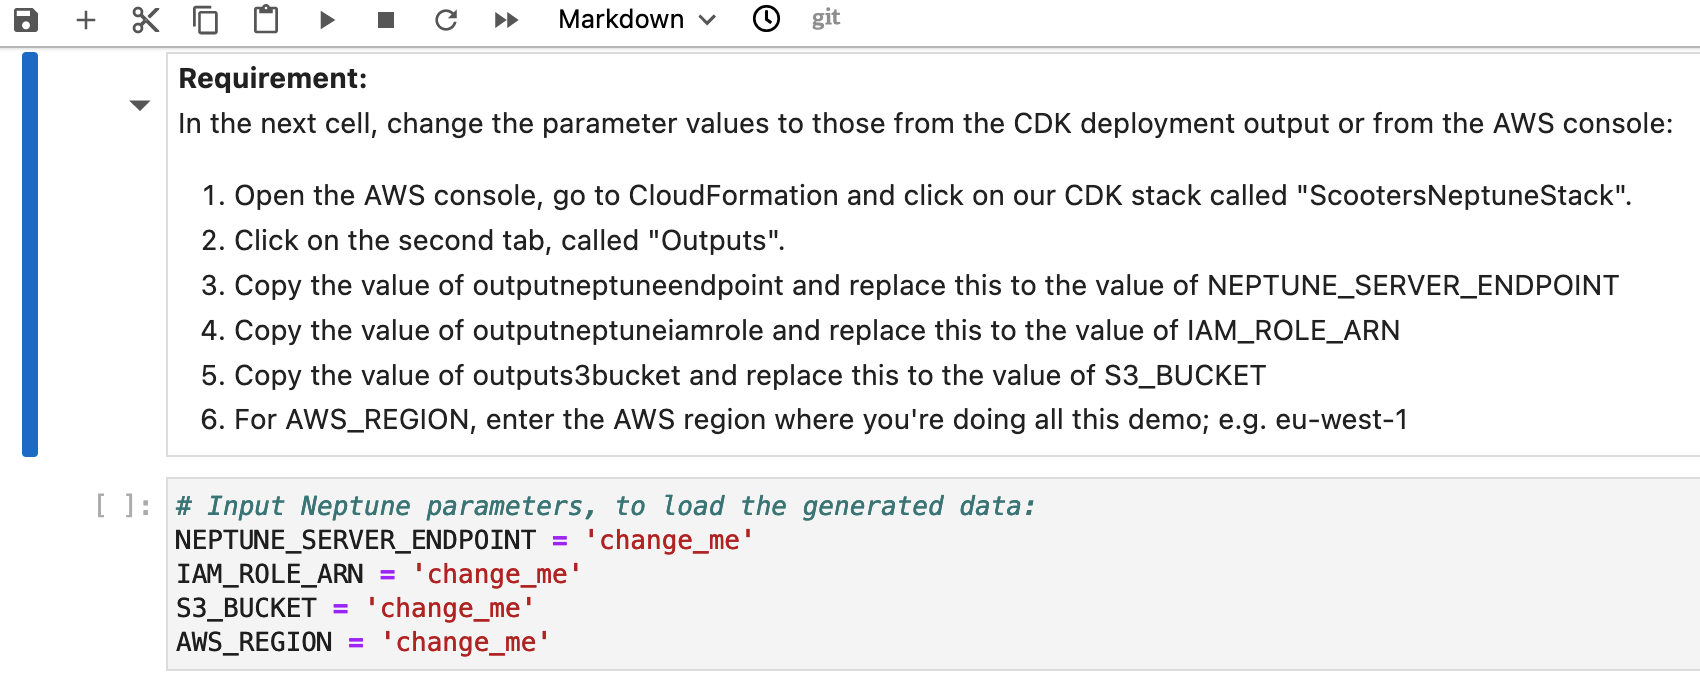 Markdown
git
Requirement:
In the next cell, change the parameter values to those from the CDK deployment output or from the AWS console:
1. Open the AWS console, go to CloudFormation and click on our CDK stack called "ScootersNeptuneStack".
2. Click on the second tab, called "Outputs".
3. Copy the value of outputneptuneendpoint and replace this to the value of NEPTUNE_SERVER_ENDPOINT
4. Copy the value of outputneptuneiamrole and replace this to the value of IAM_ROLE_ARN
5. Copy the value of outputs3bucket and replace this to the value of S3_BUCKET
6. For AWS_REGION, enter the AWS region where you're doing all this demo; e.g. eu-west-1
[ ]: # Input Neptune parameters, to load the generated data:
NEPTUNE_SERVER_ENDPOINT = 'change_me'
IAM_ROLE_ARN = 'change_me'
S3_BUCKET = 'change_me'
AWS_REGION = 'change_me'